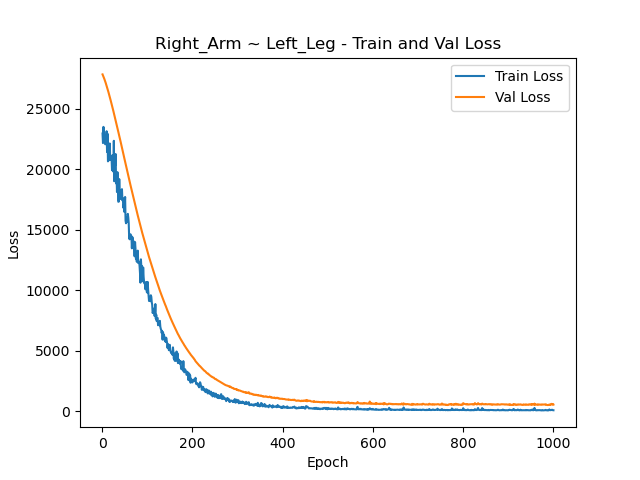 Right_Arm ~ Left_Leg - Train and Val Loss
Train Loss
Val Loss
Loss
25000
20000
15000
10000
5000
0
0 200 400 600 800 1000
Epoch